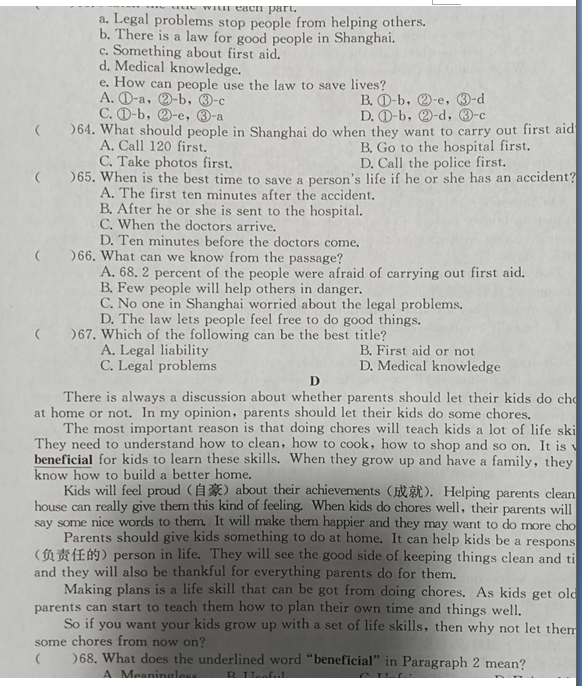 with each part.
a. Legal problems stop people from helping others.
b. There is a law for good people in Shanghai.
c. Something about first aid.
d. Medical knowledge.
e. How can people use the law to save lives?
A. ①-a, ②-b, ③-c B. ①-b, ②-e, ③-d
C. ①-b, ②-e, ③-a D. ①-b, ②-d, ③-c
( )64. What should people in Shanghai do when they want to carry out first aid
A. Call 120 first. B. Go to the hospital first.
C. Take photos first. D. Call the police first.
( )65. When is the best time to save a person's life if he or she has an accident?
A. The first ten minutes after the accident.
B. After he or she is sent to the hospital.
C. When the doctors arrive.
D. Ten minutes before the doctors come.
( )66. What can we know from the passage?
A. 68. 2 percent of the people were afraid of carrying out first aid.
B. Few people will help others in danger.
C. No one in Shanghai worried about the legal problems.
D. The law lets people feel free to do good things.
( )67. Which of the following can be the best title?
A. Legal liability B. First aid or not
C. Legal problems D. Medical knowledge
D
There is always a discussion about whether parents should let their kids do
at home or not. In my opinion, parents should let their kids do some chores.
The most important reason is that doing chores will teach kids a lot of life
They need to understand how to clean, how to cook, how to shop and so on. It is
beneficial for kids to learn these skills. When they grow up and have a family, they
know how to build a better home.
Kids will feel proud (自豪) about their achievements (成就). Helping parents clean
house can really give them this kind of feeling. When kids do chores well, their parents will
say some nice words to them. It will make them happier and they may want to do more
Parents should give kids something to do at home. It can help kids be a
(负责任的) person in life. They will see the good side of keeping things clean and
and they will also be thankful for everything parents do for them.
Making plans is a life skill that can be got from doing chores. As kids get
parents can start to teach them how to plan their own time and things well.
So if you want your kids grow up with a set of life skills, then why not let
some chores from now on?
( )68. What does the underlined word "beneficial" in Paragraph 2 mean?
A. Meaningless B. Useful